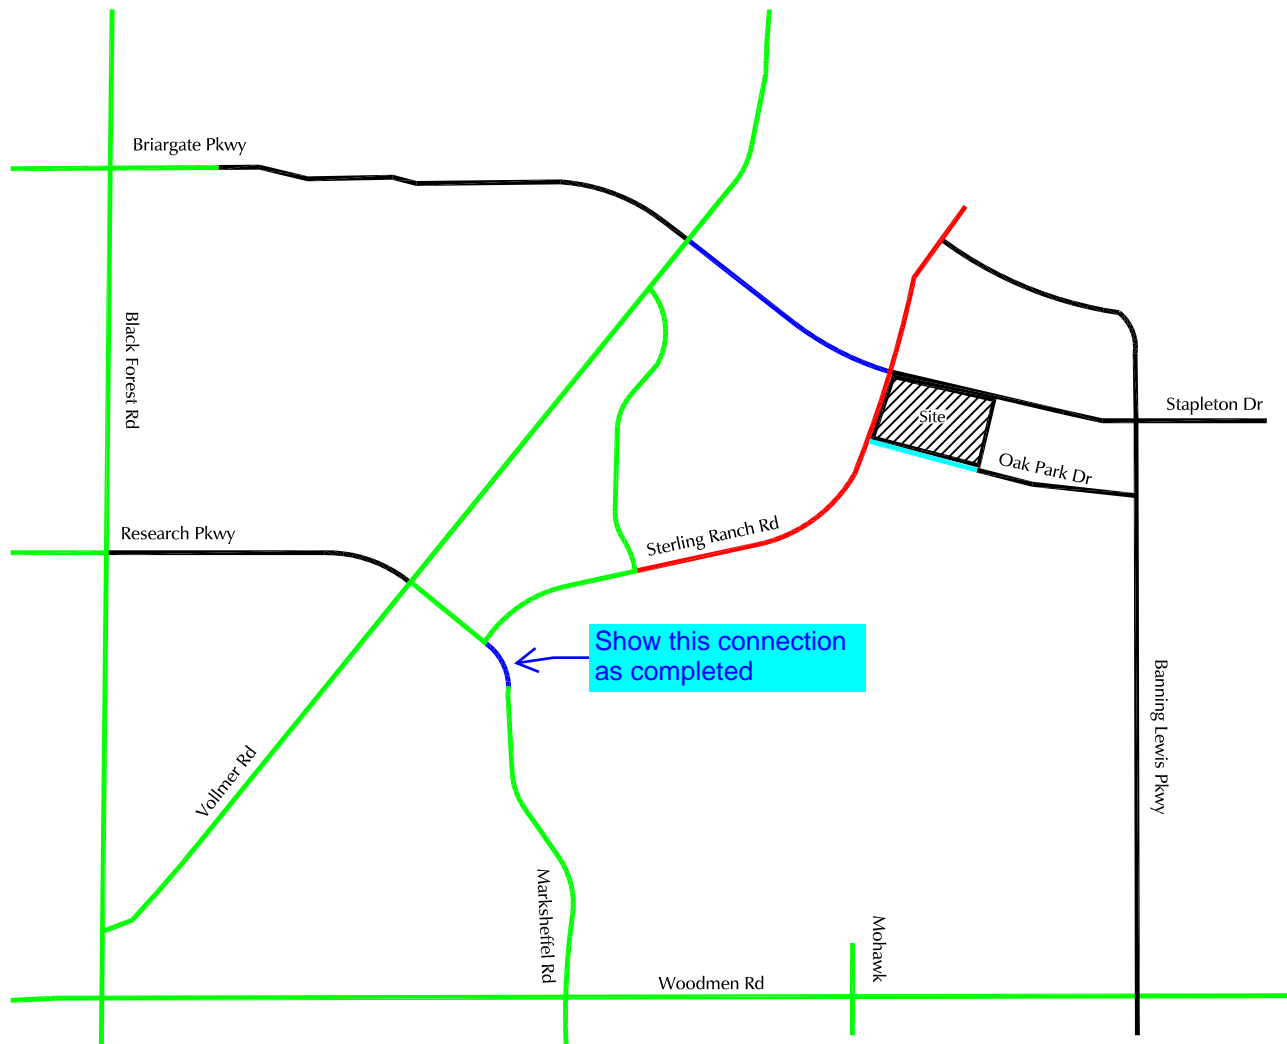 Briargate Pkwy
Black Forest Rd
Stapleton Dr
Site
Oak Park Dr
Research Pkwy
Sterling Ranch Rd
Show this connection
as completed
Banning Lewis Pkwy
Vollmer Rd
Marksheffel Rd
Mohawk
Woodmen Rd